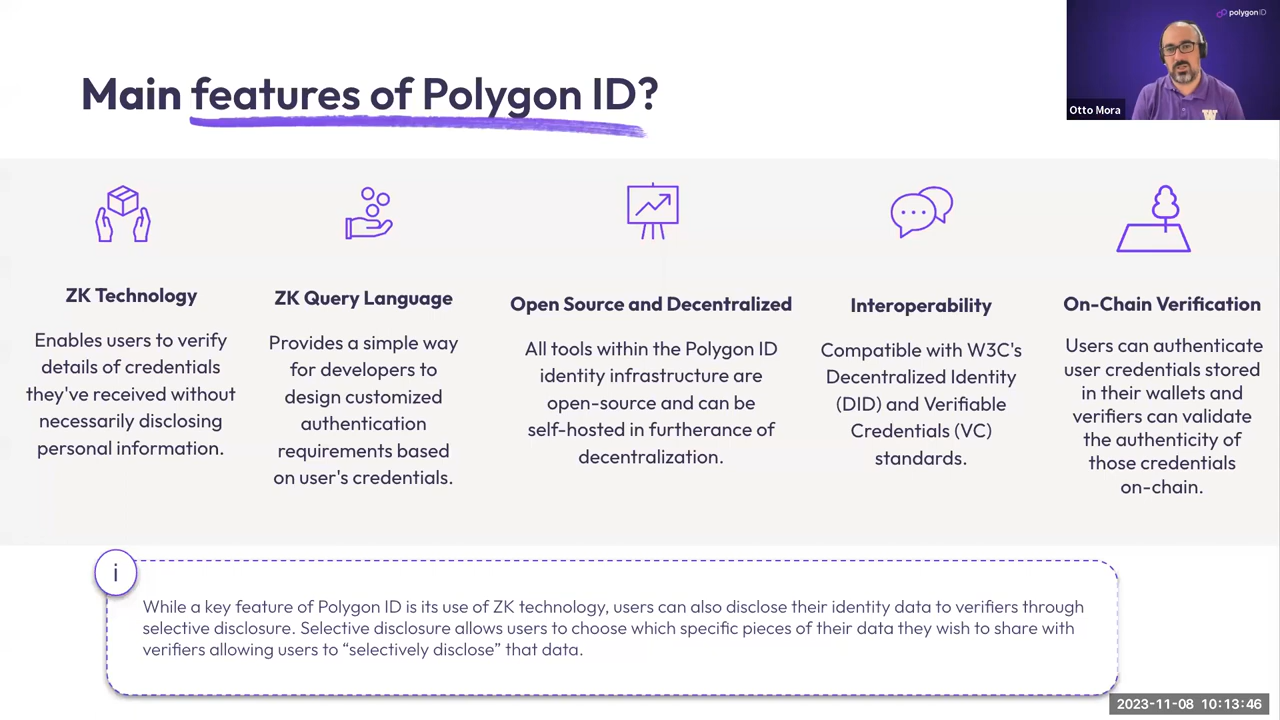 polygonID
Otto Mora
Main features of Polygon ID?
ZK Technology
Enables users to verify
details of credentials
they've received without
necessarily disclosing
personal information.
ZK Query Language
Provides a simple way
for developers to
design customized
authentication
requirements based
on user's credentials.
Open Source and Decentralized
All tools within the Polygon ID
identity infrastructure are
open-source and can be
self-hosted in furtherance of
decentralization.
Interoperability
Compatible with W3C's
Decentralized Identity
(DID) and Verifiable
Credentials (VC)
standards.
On-Chain Verification
Users can authenticate
user credentials stored
in their wallets and
verifiers can validate
the authenticity of
those credentials
on-chain.
i
While a key feature of Polygon ID is its use of ZK technology, users can also disclose their identity data to verifiers through
selective disclosure. Selective disclosure allows users to choose which specific pieces of their data they wish to share with
verifiers allowing users to “selectively disclose” that data.
2023-11-08 10:13:46